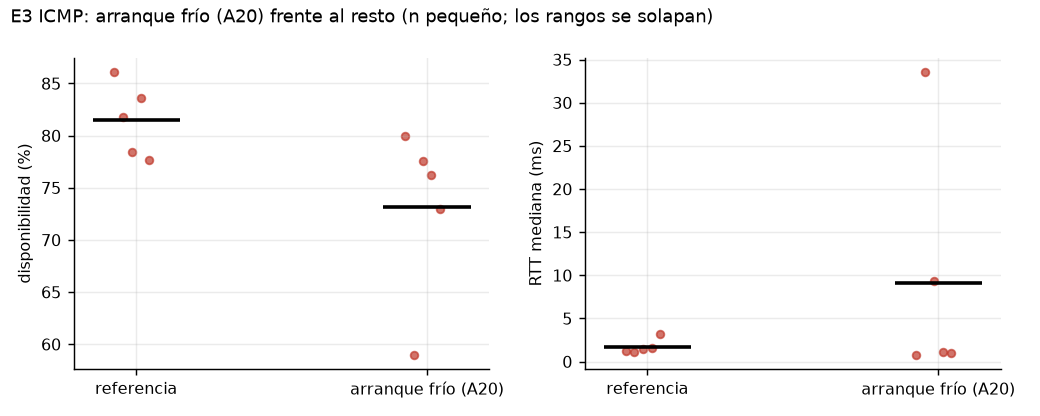 E3 ICMP: arranque frío (A20) frente al resto (n pequeño; los rangos se solapan)
disponibilidad (%)
85
80
75
70
65
60
referencia
arranque frío (A20)
RTT mediana (ms)
35
30
25
20
15
10
5
0
referencia
arranque frío (A20)